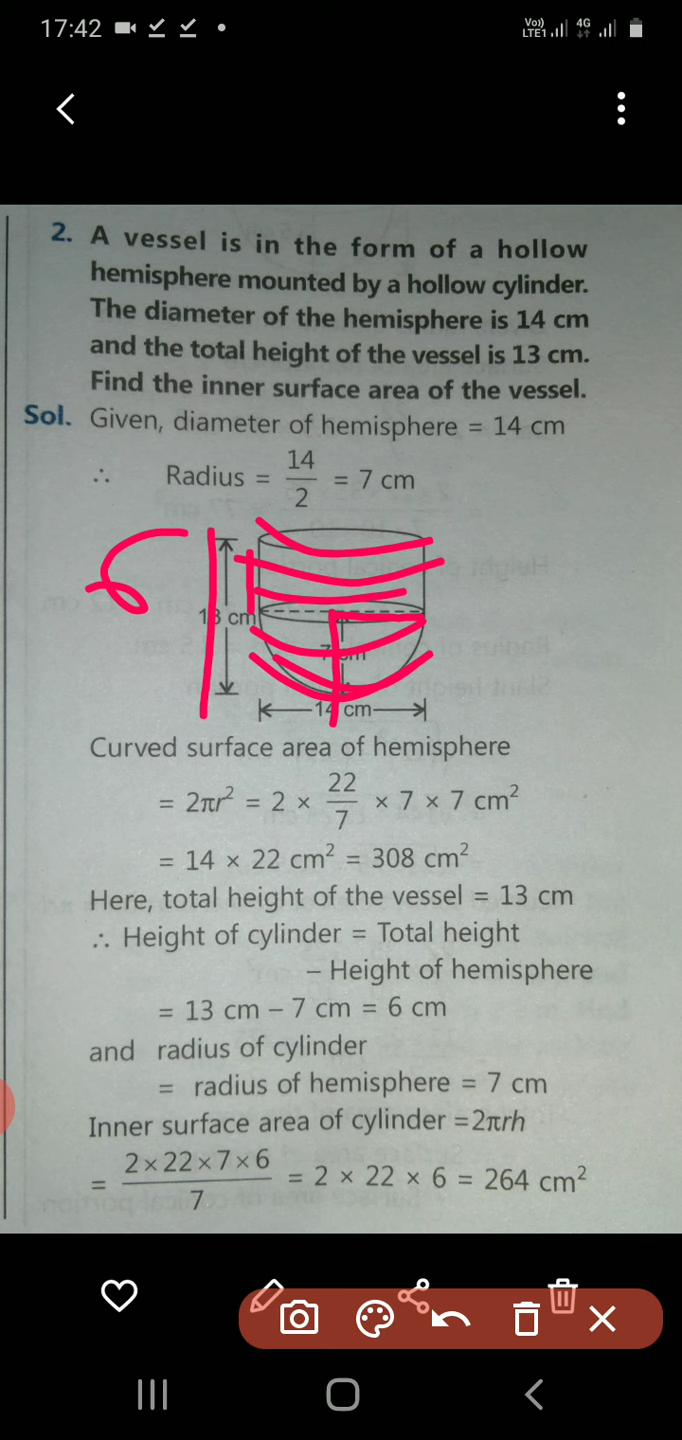 17:42
Vo)) LTE1 4G
2. A vessel is in the form of a hollow
hemisphere mounted by a hollow cylinder.
The diameter of the hemisphere is 14 cm
and the total height of the vessel is 13 cm.
Find the inner surface area of the vessel.
Sol. Given, diameter of hemisphere = 14 cm
∴ Radius = 14/2 = 7 cm
13 cm
7 cm
14 cm
Curved surface area of hemisphere
= 2πr² = 2 × 22/7 × 7 × 7 cm²
= 14 × 22 cm² = 308 cm²
Here, total height of the vessel = 13 cm
∴ Height of cylinder = Total height
– Height of hemisphere
= 13 cm – 7 cm = 6 cm
and radius of cylinder
= radius of hemisphere = 7 cm
Inner surface area of cylinder =2πrh
= 2×22×7×6/7 = 2 × 22 × 6 = 264 cm²